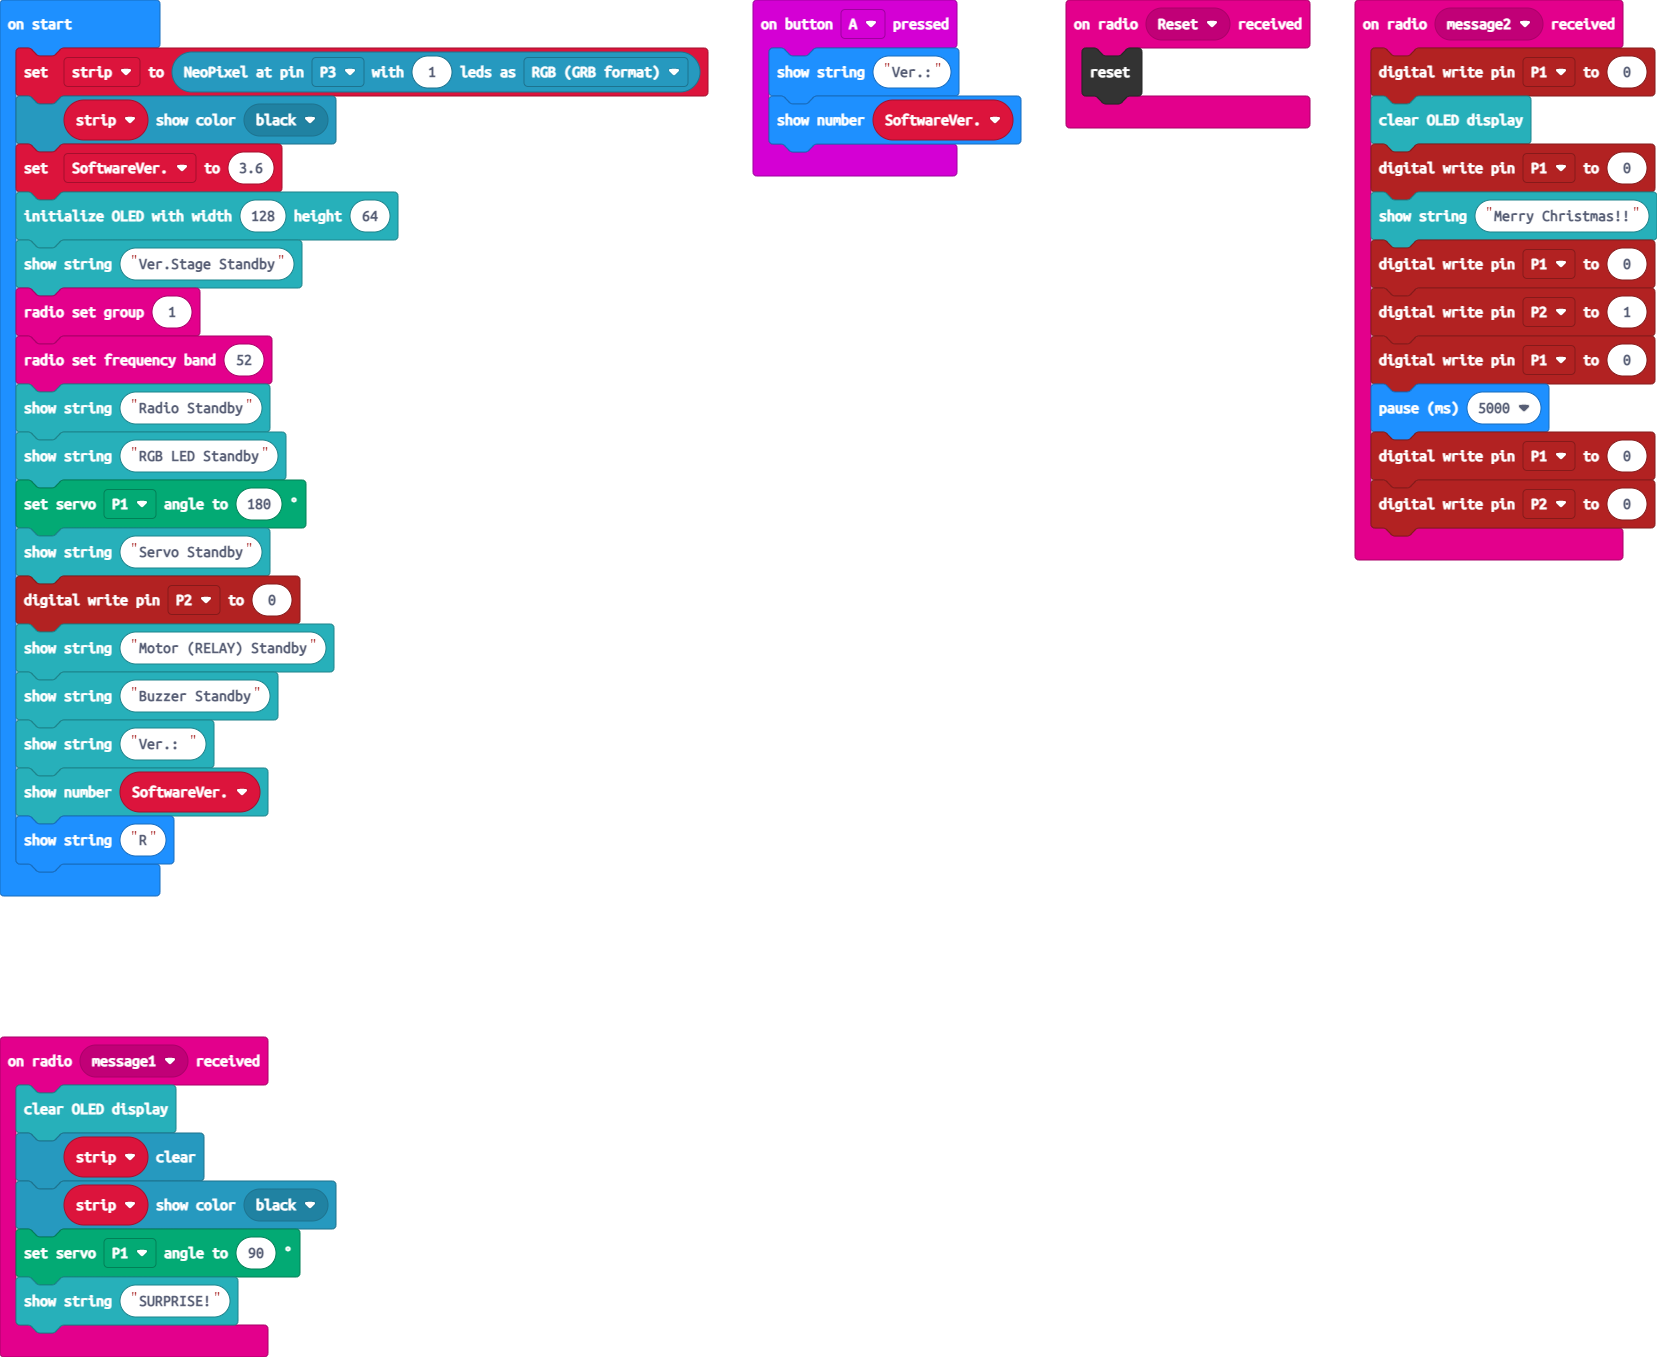 on start
set strip to NeoPixel at pin P3 with 1 leds as RGB (GRB format)
strip show color black
set SoftwareVer. to 3.6
initialize OLED with width 128 height 64
show string "Ver.Stage Standby"
radio set group 1
radio set frequency band 52
show string "Radio Standby"
show string "RGB LED Standby"
set servo P1 angle to 180 °
show string "Servo Standby"
digital write pin P2 to 0
show string "Motor (RELAY) Standby"
show string "Buzzer Standby"
show string "Ver.: "
show number SoftwareVer.
show string "R"
on button A pressed
show string "Ver.:"
show number SoftwareVer.
on radio Reset received
reset
on radio message2 received
digital write pin P1 to 0
clear OLED display
digital write pin P1 to 0
show string "Merry Christmas!!"
digital write pin P1 to 0
digital write pin P2 to 1
digital write pin P1 to 0
pause (ms) 5000
digital write pin P1 to 0
digital write pin P2 to 0
on radio message1 received
clear OLED display
strip clear
strip show color black
set servo P1 angle to 90 °
show string "SURPRISE!"